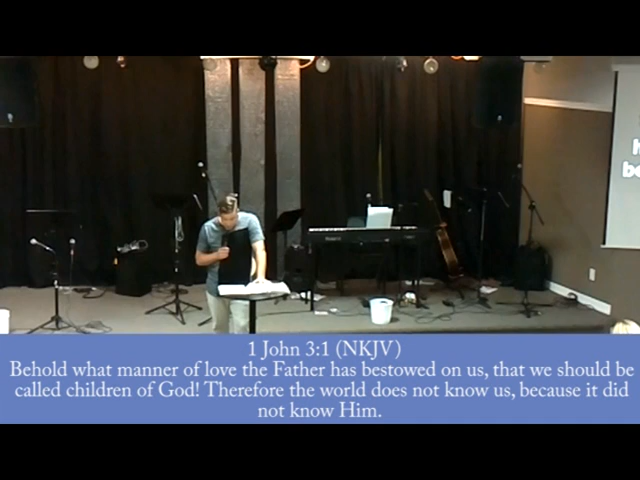 1 John 3:1 (NKJV)
Behold what manner of love the Father has bestowed on us, that we should be
called children of God! Therefore the world does not know us, because it did
not know Him.